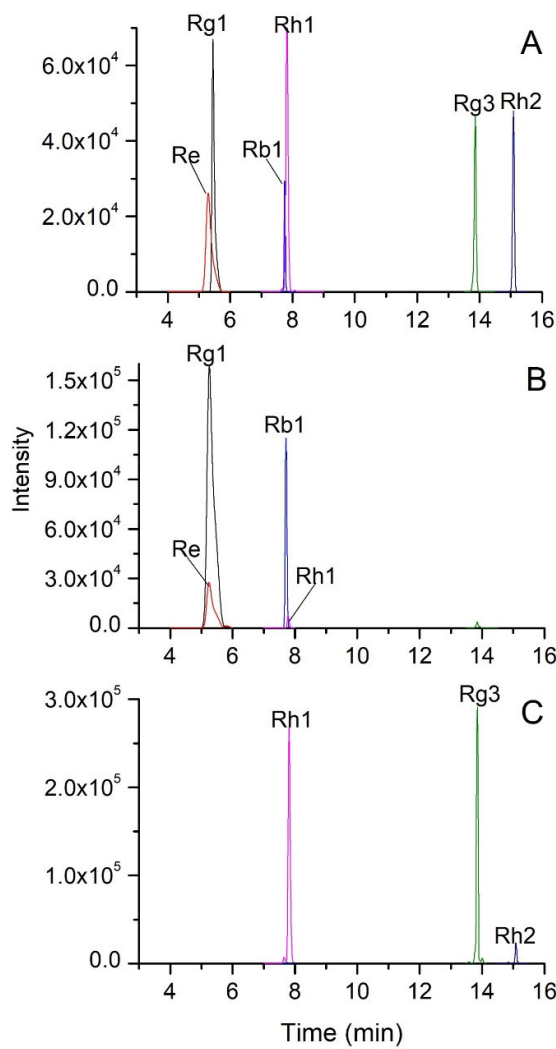 Rg1
Rh1
A
6.0x10⁴
Rg3 Rh2
4.0x10⁴
Re
Rb1
2.0x10⁴
0.0
4 6 8 10 12 14 16
Rg1
B
1.5x10⁵
Rb1
1.2x10⁵
9.0x10⁴
6.0x10⁴
Re
Rh1
3.0x10⁴
0.0
4 6 8 10 12 14 16
Intensity
3.0x10⁵
Rg3
C
Rh1
2.0x10⁵
1.0x10⁵
Rh2
0.0
4 6 8 10 12 14 16
Time (min)